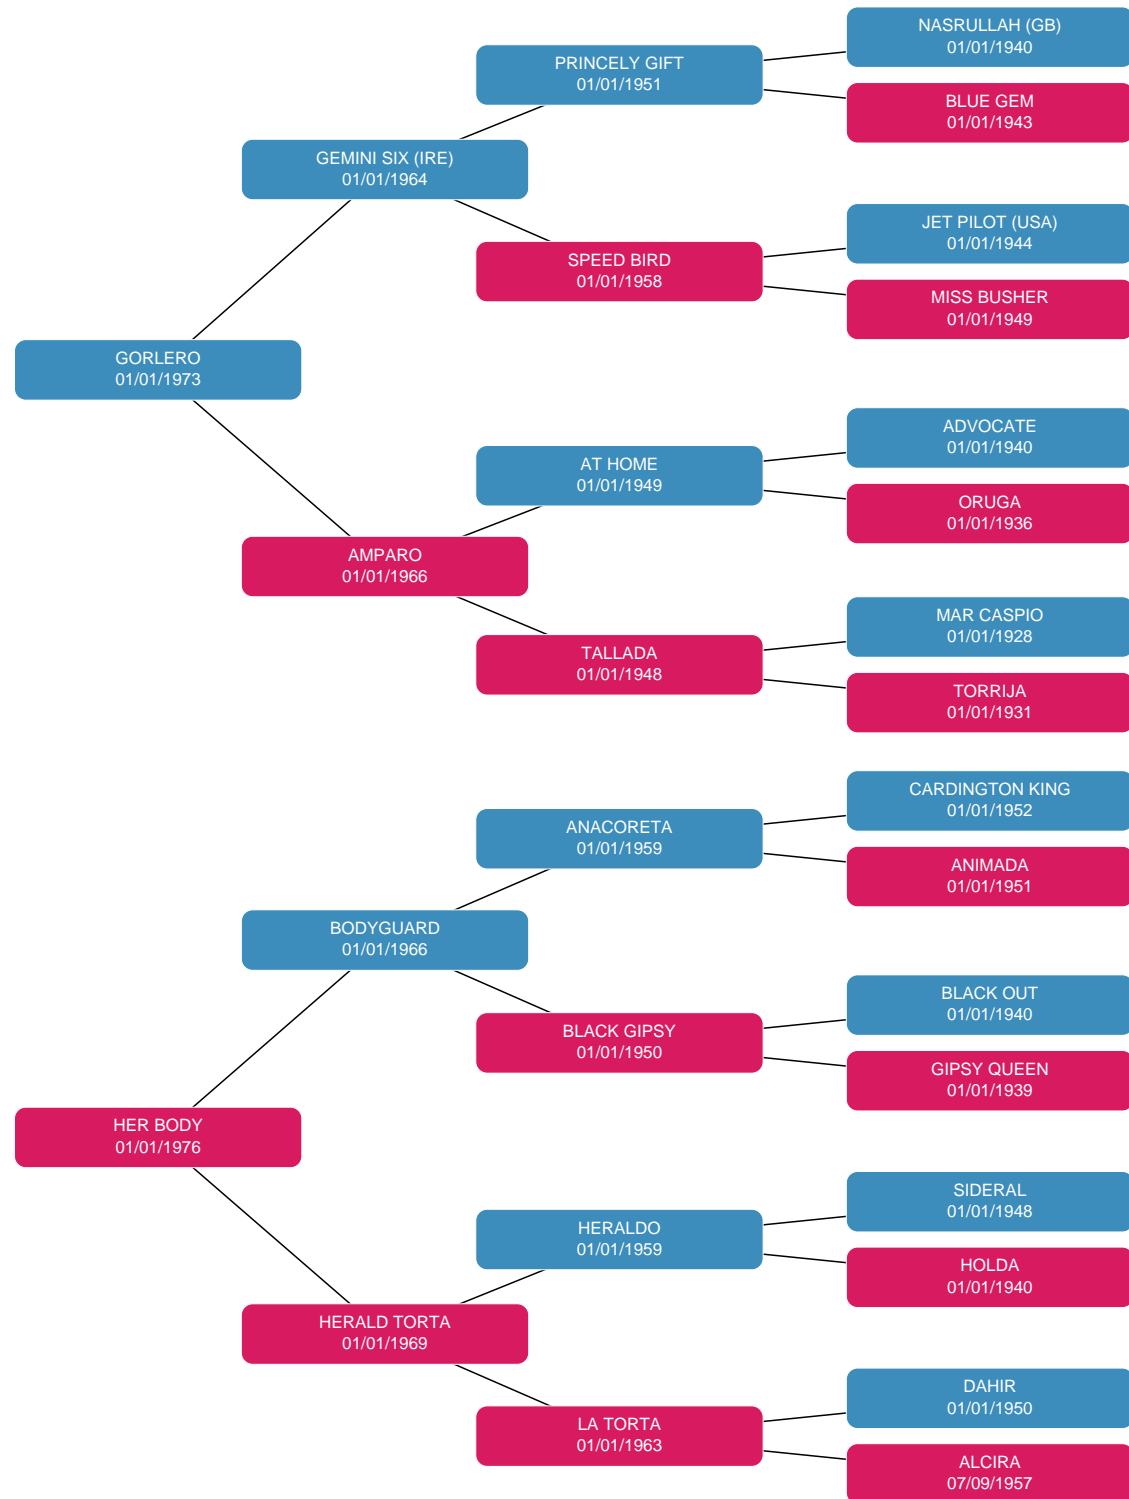 NASRULLAH (GB)
01/01/1940
PRINCELY GIFT
01/01/1951
BLUE GEM
01/01/1943
GEMINI SIX (IRE)
01/01/1964
JET PILOT (USA)
01/01/1944
SPEED BIRD
01/01/1958
MISS BUSHER
01/01/1949
GORLERO
01/01/1973
ADVOCATE
01/01/1940
AT HOME
01/01/1949
ORUGA
01/01/1936
AMPARO
01/01/1966
MAR CASPIO
01/01/1928
TALLADA
01/01/1948
TORRIJA
01/01/1931
CARDINGTON KING
01/01/1952
ANACORETA
01/01/1959
ANIMADA
01/01/1951
BODYGUARD
01/01/1966
BLACK OUT
01/01/1940
BLACK GIPSY
01/01/1950
GIPSY QUEEN
01/01/1939
HER BODY
01/01/1976
SIDERAL
01/01/1948
HERALDO
01/01/1959
HOLDA
01/01/1940
HERALD TORTA
01/01/1969
DAHIR
01/01/1950
LA TORTA
01/01/1963
ALCIRA
07/09/1957